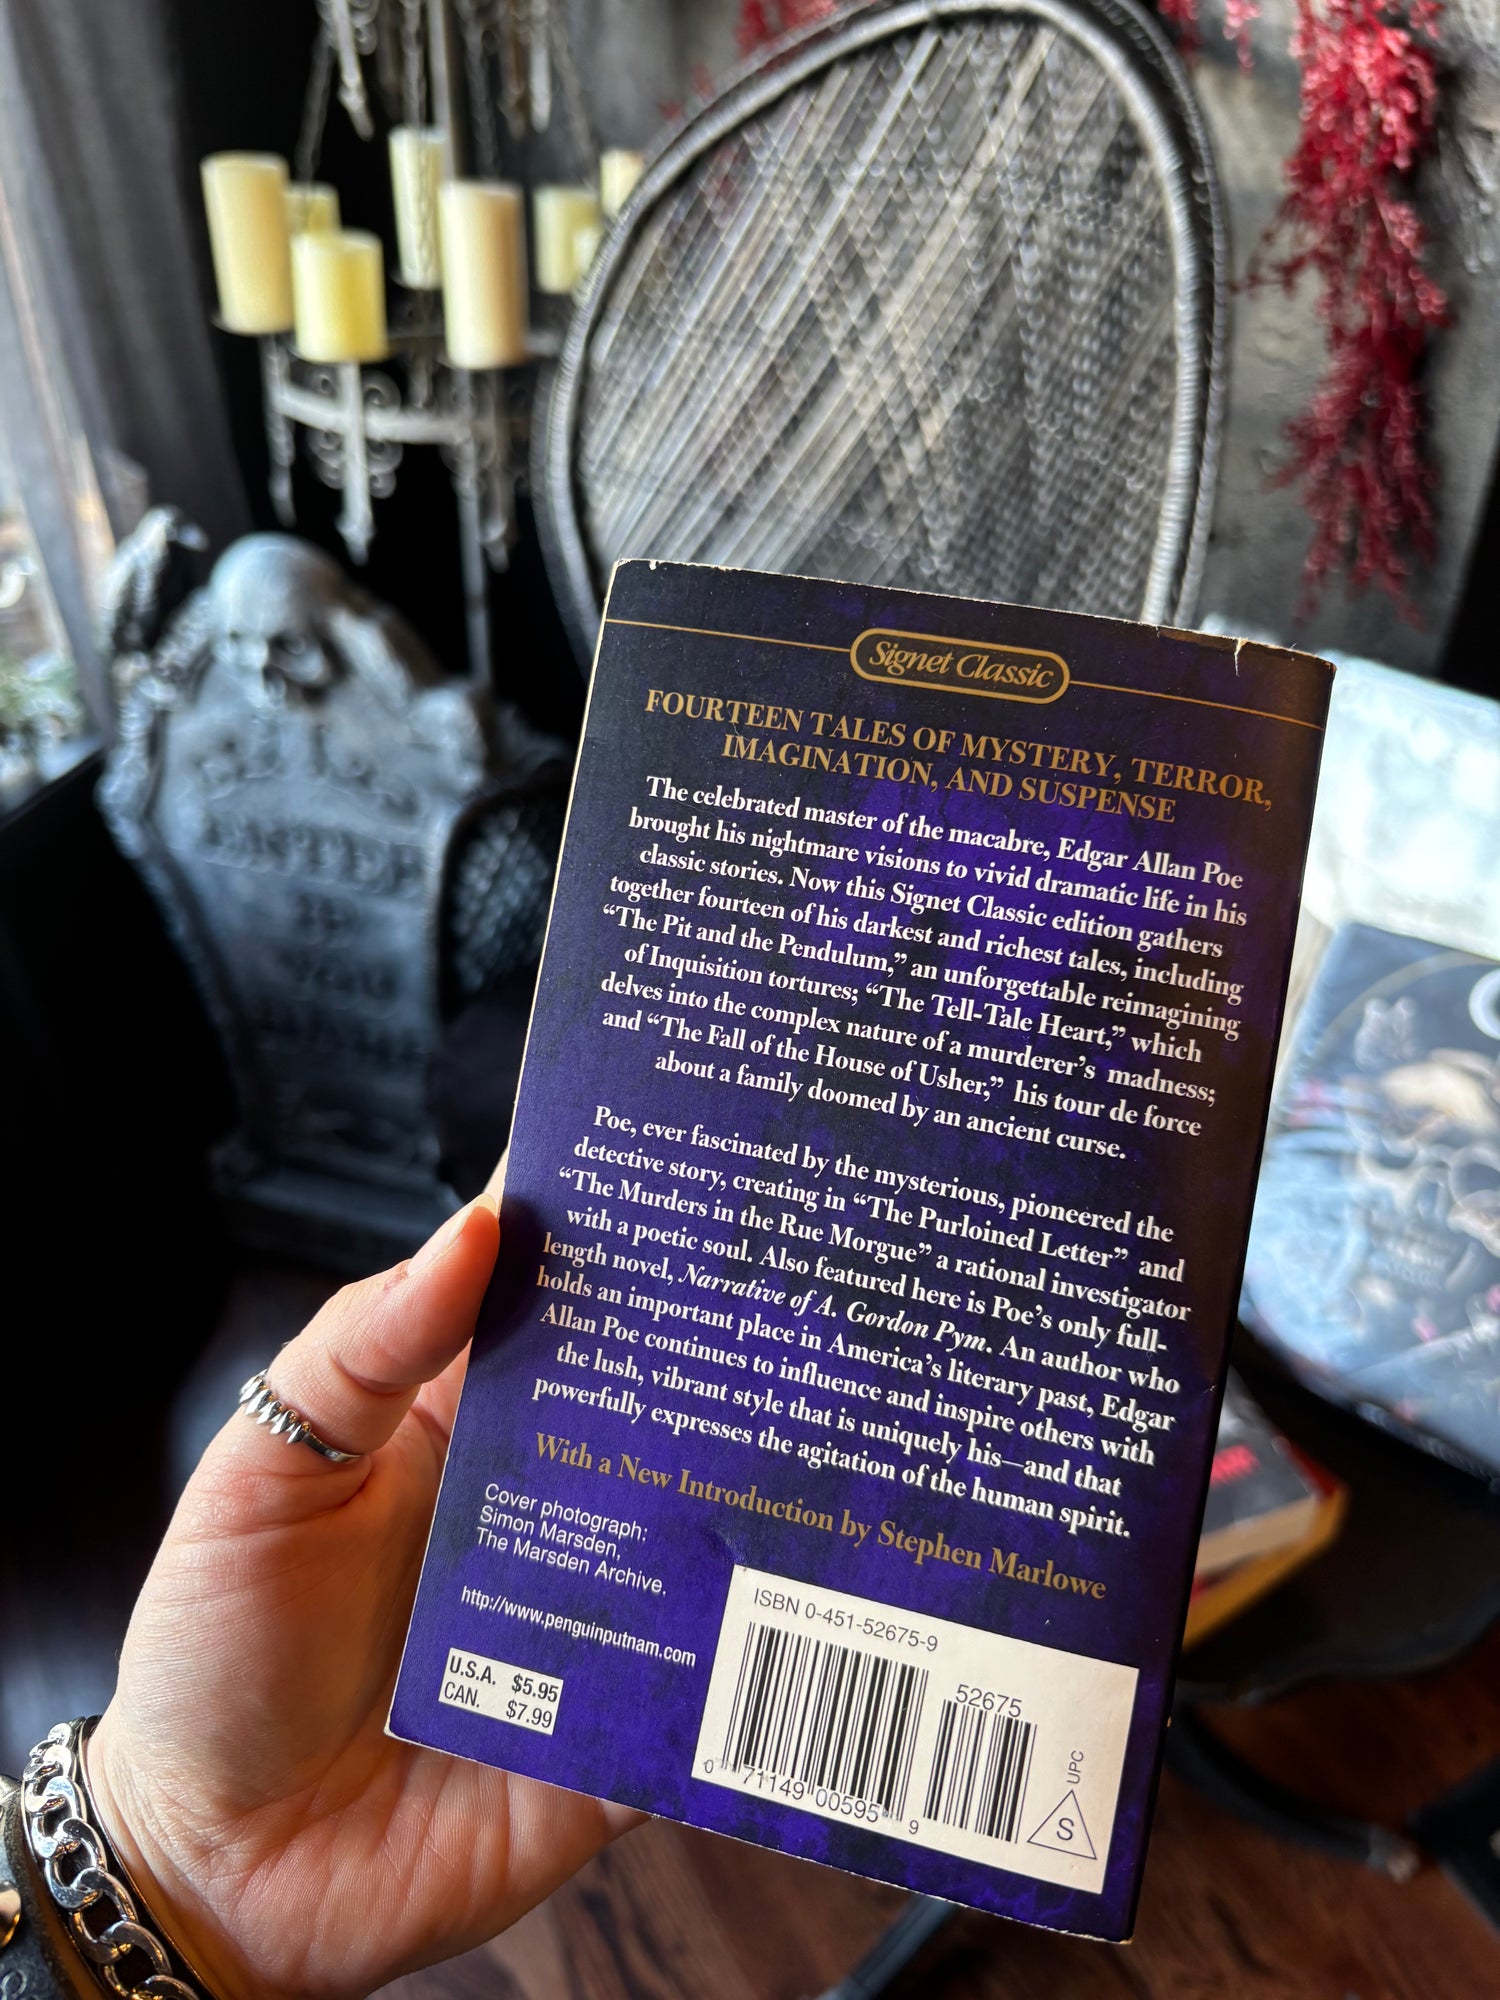 Signet Classic
FOURTEEN TALES OF MYSTERY, TERROR,
IMAGINATION, AND SUSPENSE
The celebrated master of the macabre, Edgar Allan Poe
brought his nightmare visions to vivid dramatic life in his
classic stories. Now this Signet Classic edition gathers
together fourteen of his darkest and richest tales, including
“The Pit and the Pendulum,” an unforgettable reimagining
of Inquisition tortures; “The Tell-Tale Heart,” which
delves into the complex nature of a murderer’s madness;
and “The Fall of the House of Usher,” his tour de force
about a family doomed by an ancient curse.
Poe, ever fascinated by the mysterious, pioneered the
detective story, creating in “The Purloined Letter” and
“The Murders in the Rue Morgue” a rational investigator
with a poetic soul. Also featured here is Poe’s only full-
length novel, Narrative of A. Gordon Pym. An author who
holds an important place in America’s literary past, Edgar
Allan Poe continues to influence and inspire others with
the lush, vibrant style that is uniquely his—and that
powerfully expresses the agitation of the human spirit.
With a New Introduction by Stephen Marlowe
Cover photograph:
Simon Marsden,
The Marsden Archive.
http://www.penguinputnam.com
U.S.A. $5.95
CAN. $7.99
ISBN 0-451-52675-9
52675
0 71149 00595 9
UPC
S